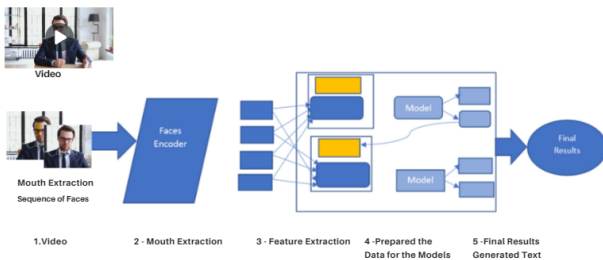 Video
Mouth Extraction
Sequence of Faces
Faces
Encoder
Model
Model
Final
Results
1.Video
2 - Mouth Extraction
3 - Feature Extraction
4 -Prepared the
Data for the Models
5 -Final Results
Generated Text